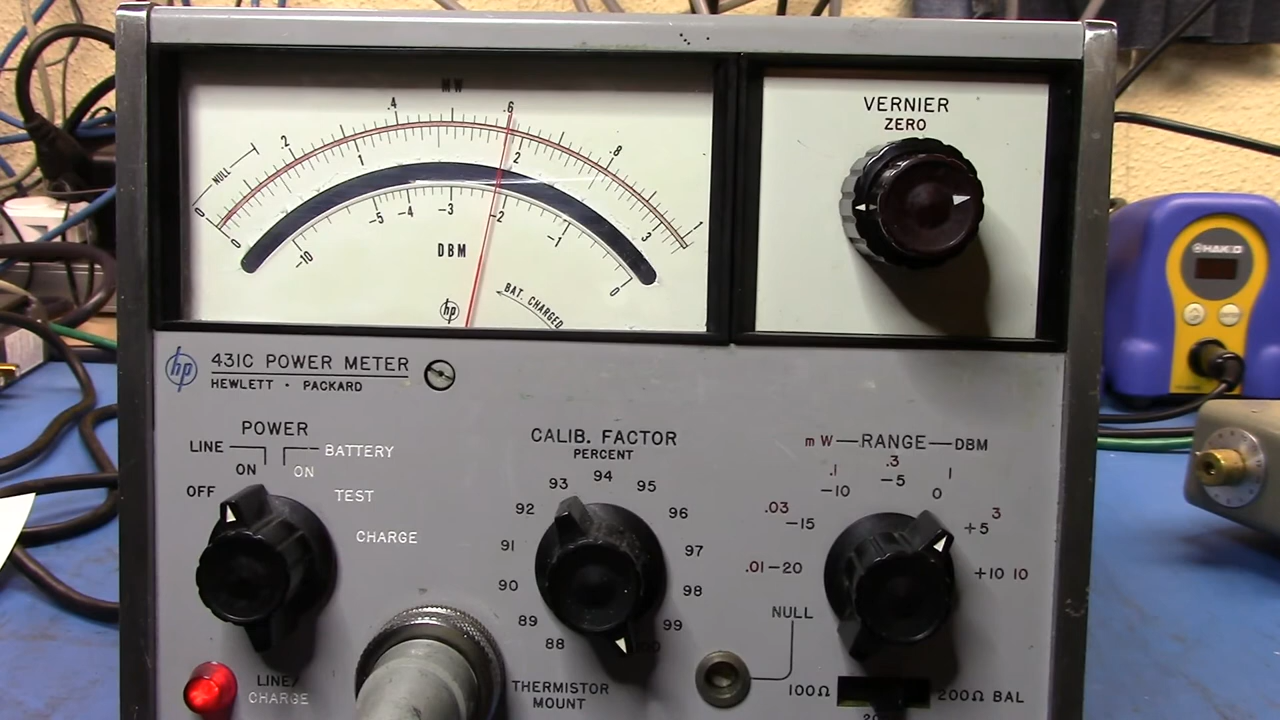 MW
.2 .4 .6 .8 1
NULL
0 1 2 3
-10 -5 -4 -3 -2 -1 0
DBM
hp
BAT. CHARGED
VERNIER
ZERO
HAKKO
hp 431C POWER METER
HEWLETT · PACKARD
POWER
LINE
BATTERY
ON
ON
OFF
TEST
CHARGE
LINE/
CHARGE
CALIB. FACTOR
PERCENT
88 89 90 91 92 93 94 95 96 97 98 99 100
THERMISTOR
MOUNT
mW—RANGE—DBM
.01 -20
.03 -15
.1 -10
.3 -5
1 0
3 +5
+10 10
NULL
100Ω
200Ω BAL